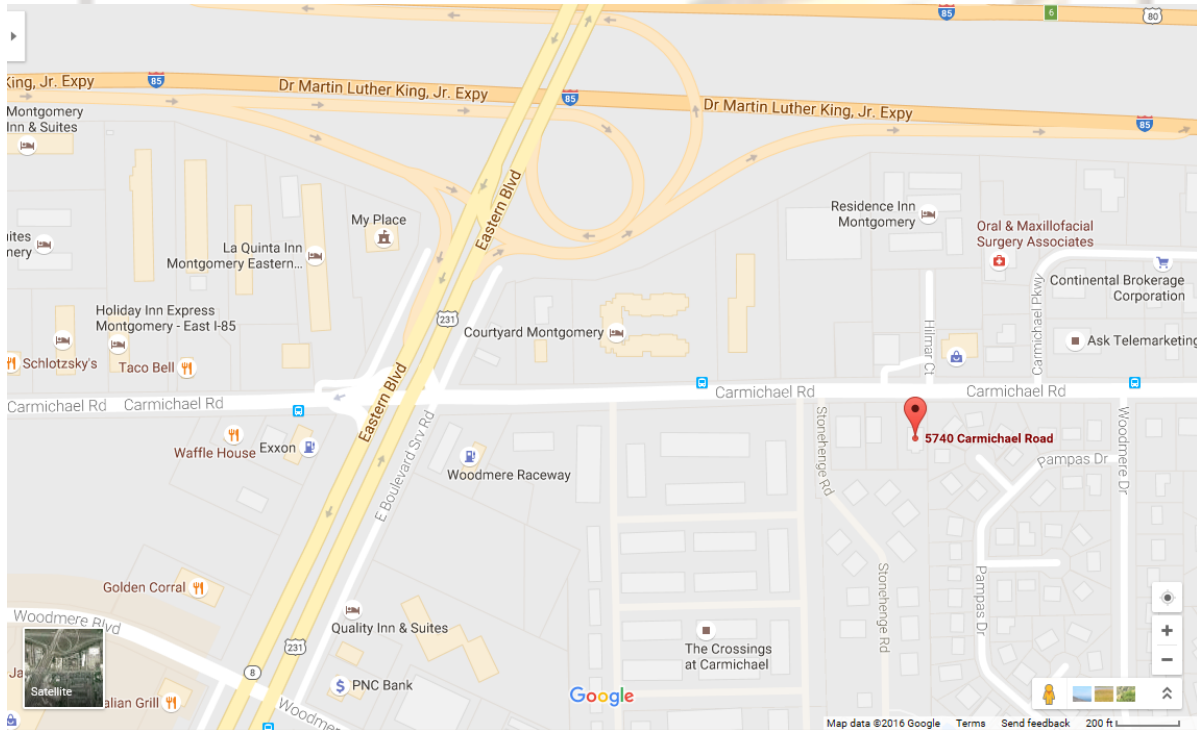 85
6
80
King, Jr. Expy
85
Dr Martin Luther King, Jr. Expy
85
Dr Martin Luther King, Jr. Expy
85
Montgomery
Inn & Suites
Eastern Blvd
My Place
Residence Inn
Montgomery
Oral & Maxillofacial
Surgery Associates
ites
nery
La Quinta Inn
Montgomery Eastern...
Continental Brokerage
Corporation
Carmichael Pkwy
Holiday Inn Express
Montgomery - East I-85
231
Courtyard Montgomery
Hilmar Ct
Ask Telemarketing
Schlotzsky's
Taco Bell
Carmichael Rd
Carmichael Rd
Eastern Blvd
Carmichael Rd
Carmichael Rd
Waffle House
Exxon
E Boulevard Srv Rd
Woodmere Raceway
Stonehenge Rd
5740 Carmichael Road
Pampas Dr
Woodmere Dr
Golden Corral
Woodmere Blvd
Stonehenge Rd
Pampas Dr
Quality Inn & Suites
231
The Crossings
at Carmichael
8
PNC Bank
Ja
Satellite
alian Grill
Woodme
Google
Map data ©2016 Google
Terms
Send feedback
200 ft